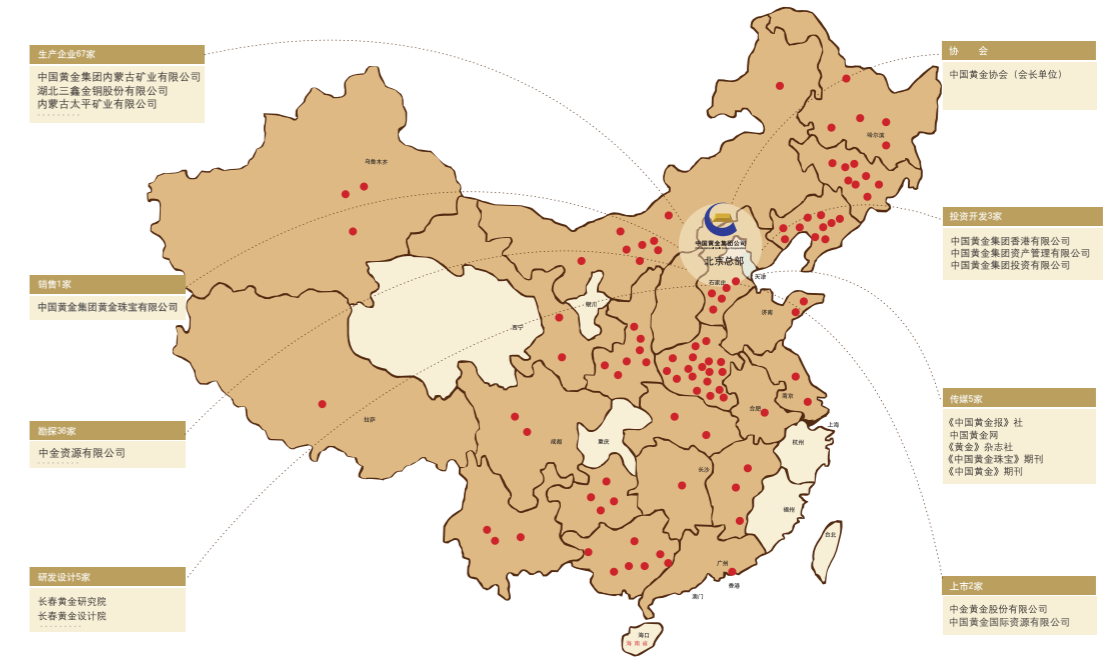 生产企业67家
中国黄金集团内蒙古矿业有限公司
湖北三鑫金铜股份有限公司
内蒙古太平矿业有限公司
协 会
中国黄金协会（会长单位）
哈尔滨
乌鲁木齐
投资开发3家
中国黄金集团香港有限公司
中国黄金集团资产管理有限公司
中国黄金集团投资有限公司
中国黄金集团公司
北京总部
天津
石家庄
销售1家
中国黄金集团黄金珠宝有限公司
银川
济南
西宁
传媒5家
《中国黄金报》社
中国黄金网
《黄金》杂志社
《中国黄金珠宝》期刊
《中国黄金》期刊
南京
合肥
上海
拉萨
勘探36家
中金资源有限公司
成都
重庆
杭州
长沙
福州
台北
研发设计5家
长春黄金研究院
长春黄金设计院
广州
香港
澳门
上市2家
中金黄金股份有限公司
中国黄金国际资源有限公司
海口
海南省